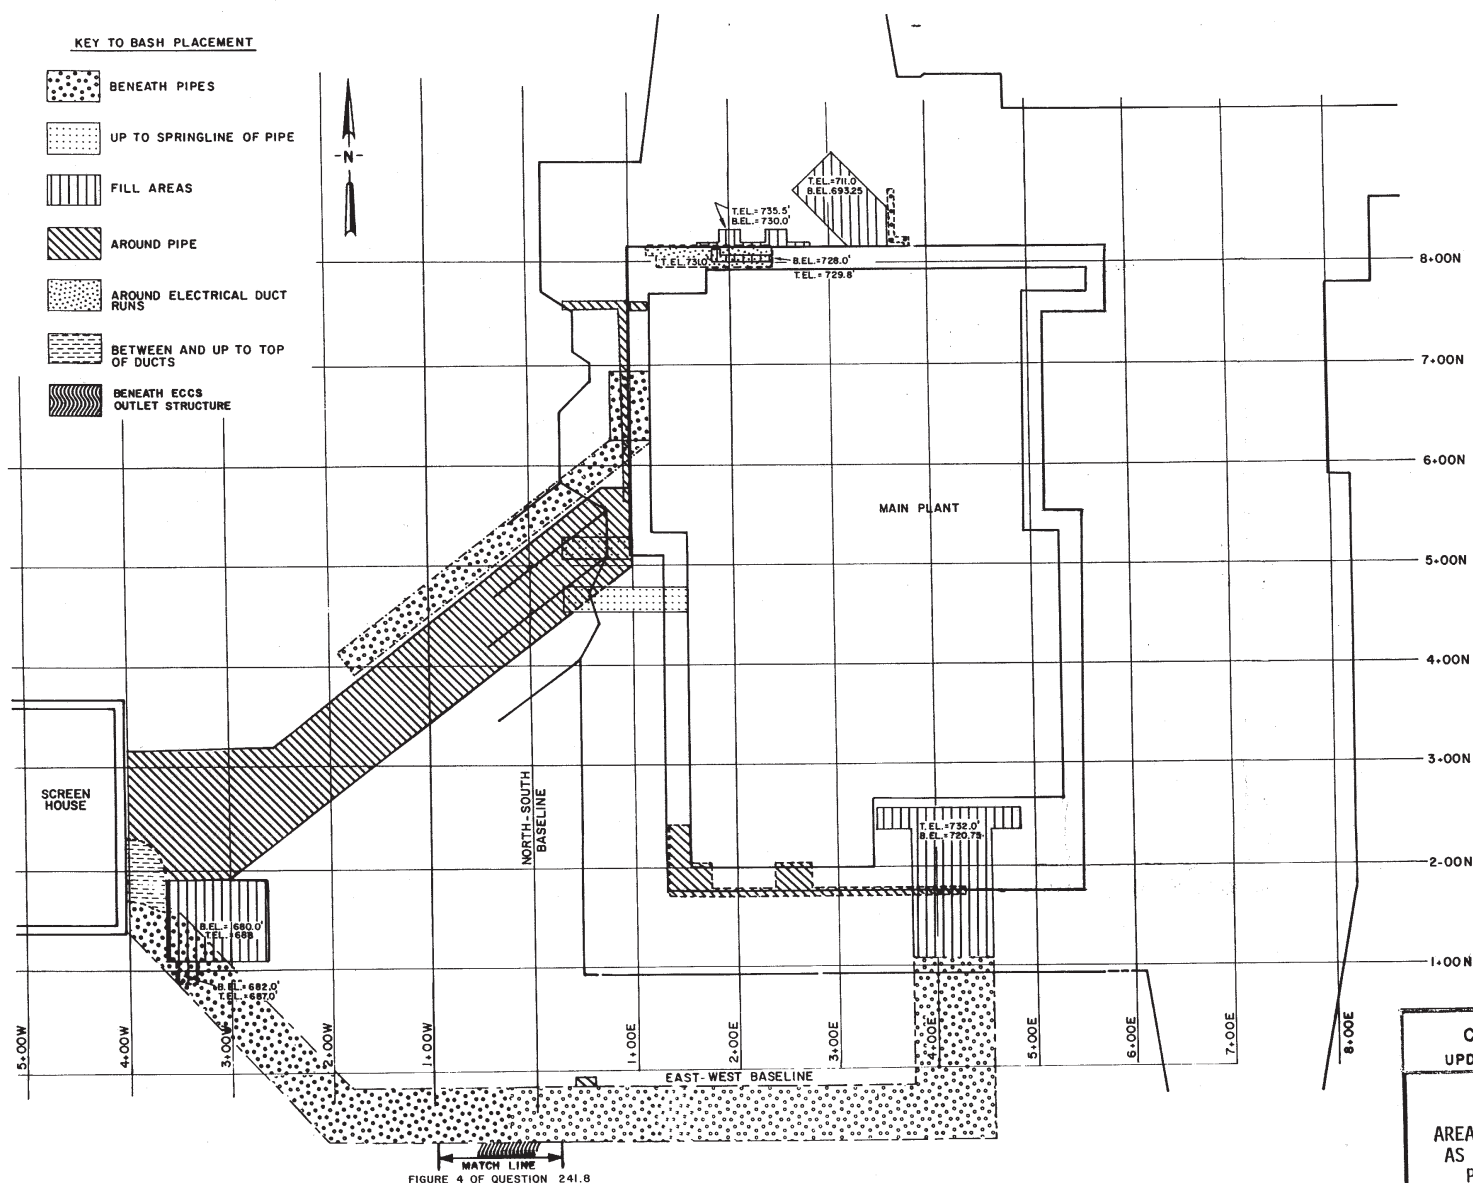 KEY TO BASH PLACEMENT
BENEATH PIPES
UP TO SPRINGLINE OF PIPE
FILL AREAS
AROUND PIPE
AROUND ELECTRICAL DUCT
RUNS
BETWEEN AND UP TO TOP
OF DUCTS
BENEATH ECCS
OUTLET STRUCTURE
-N-
T.EL.=711.0'
B.EL.693.25
T.EL.=735.5'
B.EL.=730.0'
T.EL.731.0
B.EL.=728.0'
T.EL.=729.8'
8+00N
7+00N
6+00N
MAIN PLANT
5+00N
4+00N
3+00N
SCREEN
HOUSE
NORTH-SOUTH
BASELINE
T.EL.=732.0'
B.EL.=720.75
2+00N
B.EL.=680.0'
T.EL.=688
1+00N
B.EL.=682.0'
T.EL.=687.0'
5+00W
4+00W
3+00W
2+00W
1+00W
1+00E
2+00E
3+00E
4+00E
5+00E
6+00E
7+00E
8+00E
EAST-WEST BASELINE
MATCH LINE
FIGURE 4 OF QUESTION 241.8
C
UPD
AREA
AS
P